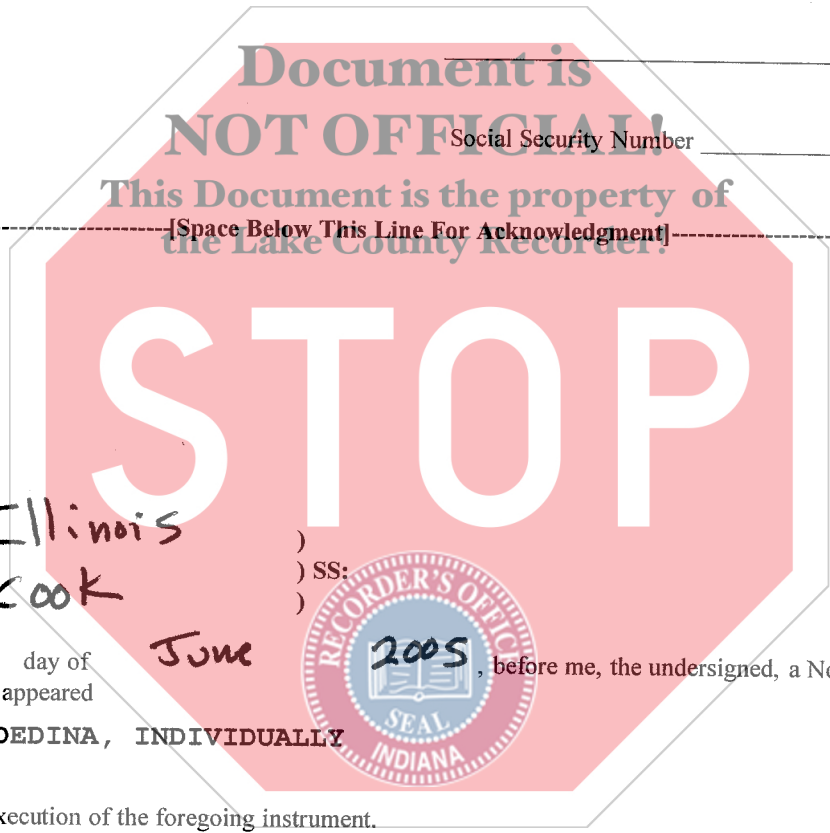 Document is
NOT OFFICIAL!
Social Security Number
This Document is the property of
[Space Below This Line For Acknowledgment]
the Lake County Recorder!
STOP
Illinois )
) SS:
Cook )
RECORDER'S OFFICE
SEAL
INDIANA
day of June 2005, before me, the undersigned, a
appeared
OEDINA, INDIVIDUALLY
xecution of the foregoing instrument.